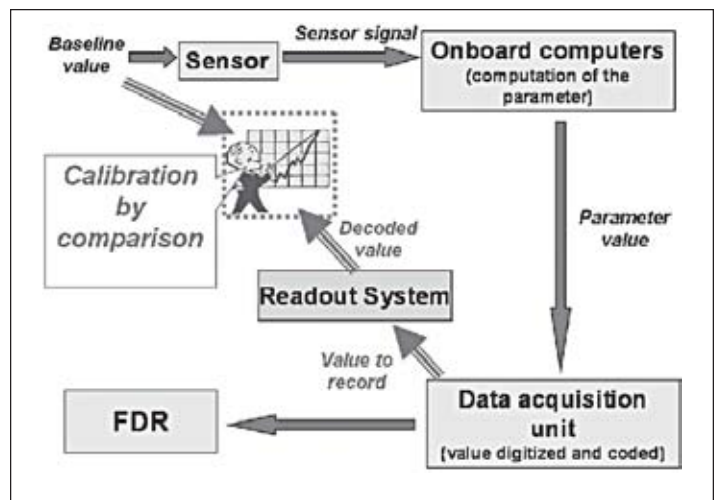 Baseline
value
Sensor
Sensor signal
Onboard computers
(computation of the
parameter)
Calibration
by
comparison
Decoded
value
Parameter
value
Readout System
Value to
record
FDR
Data acquisition
unit
(value digitized and coded)